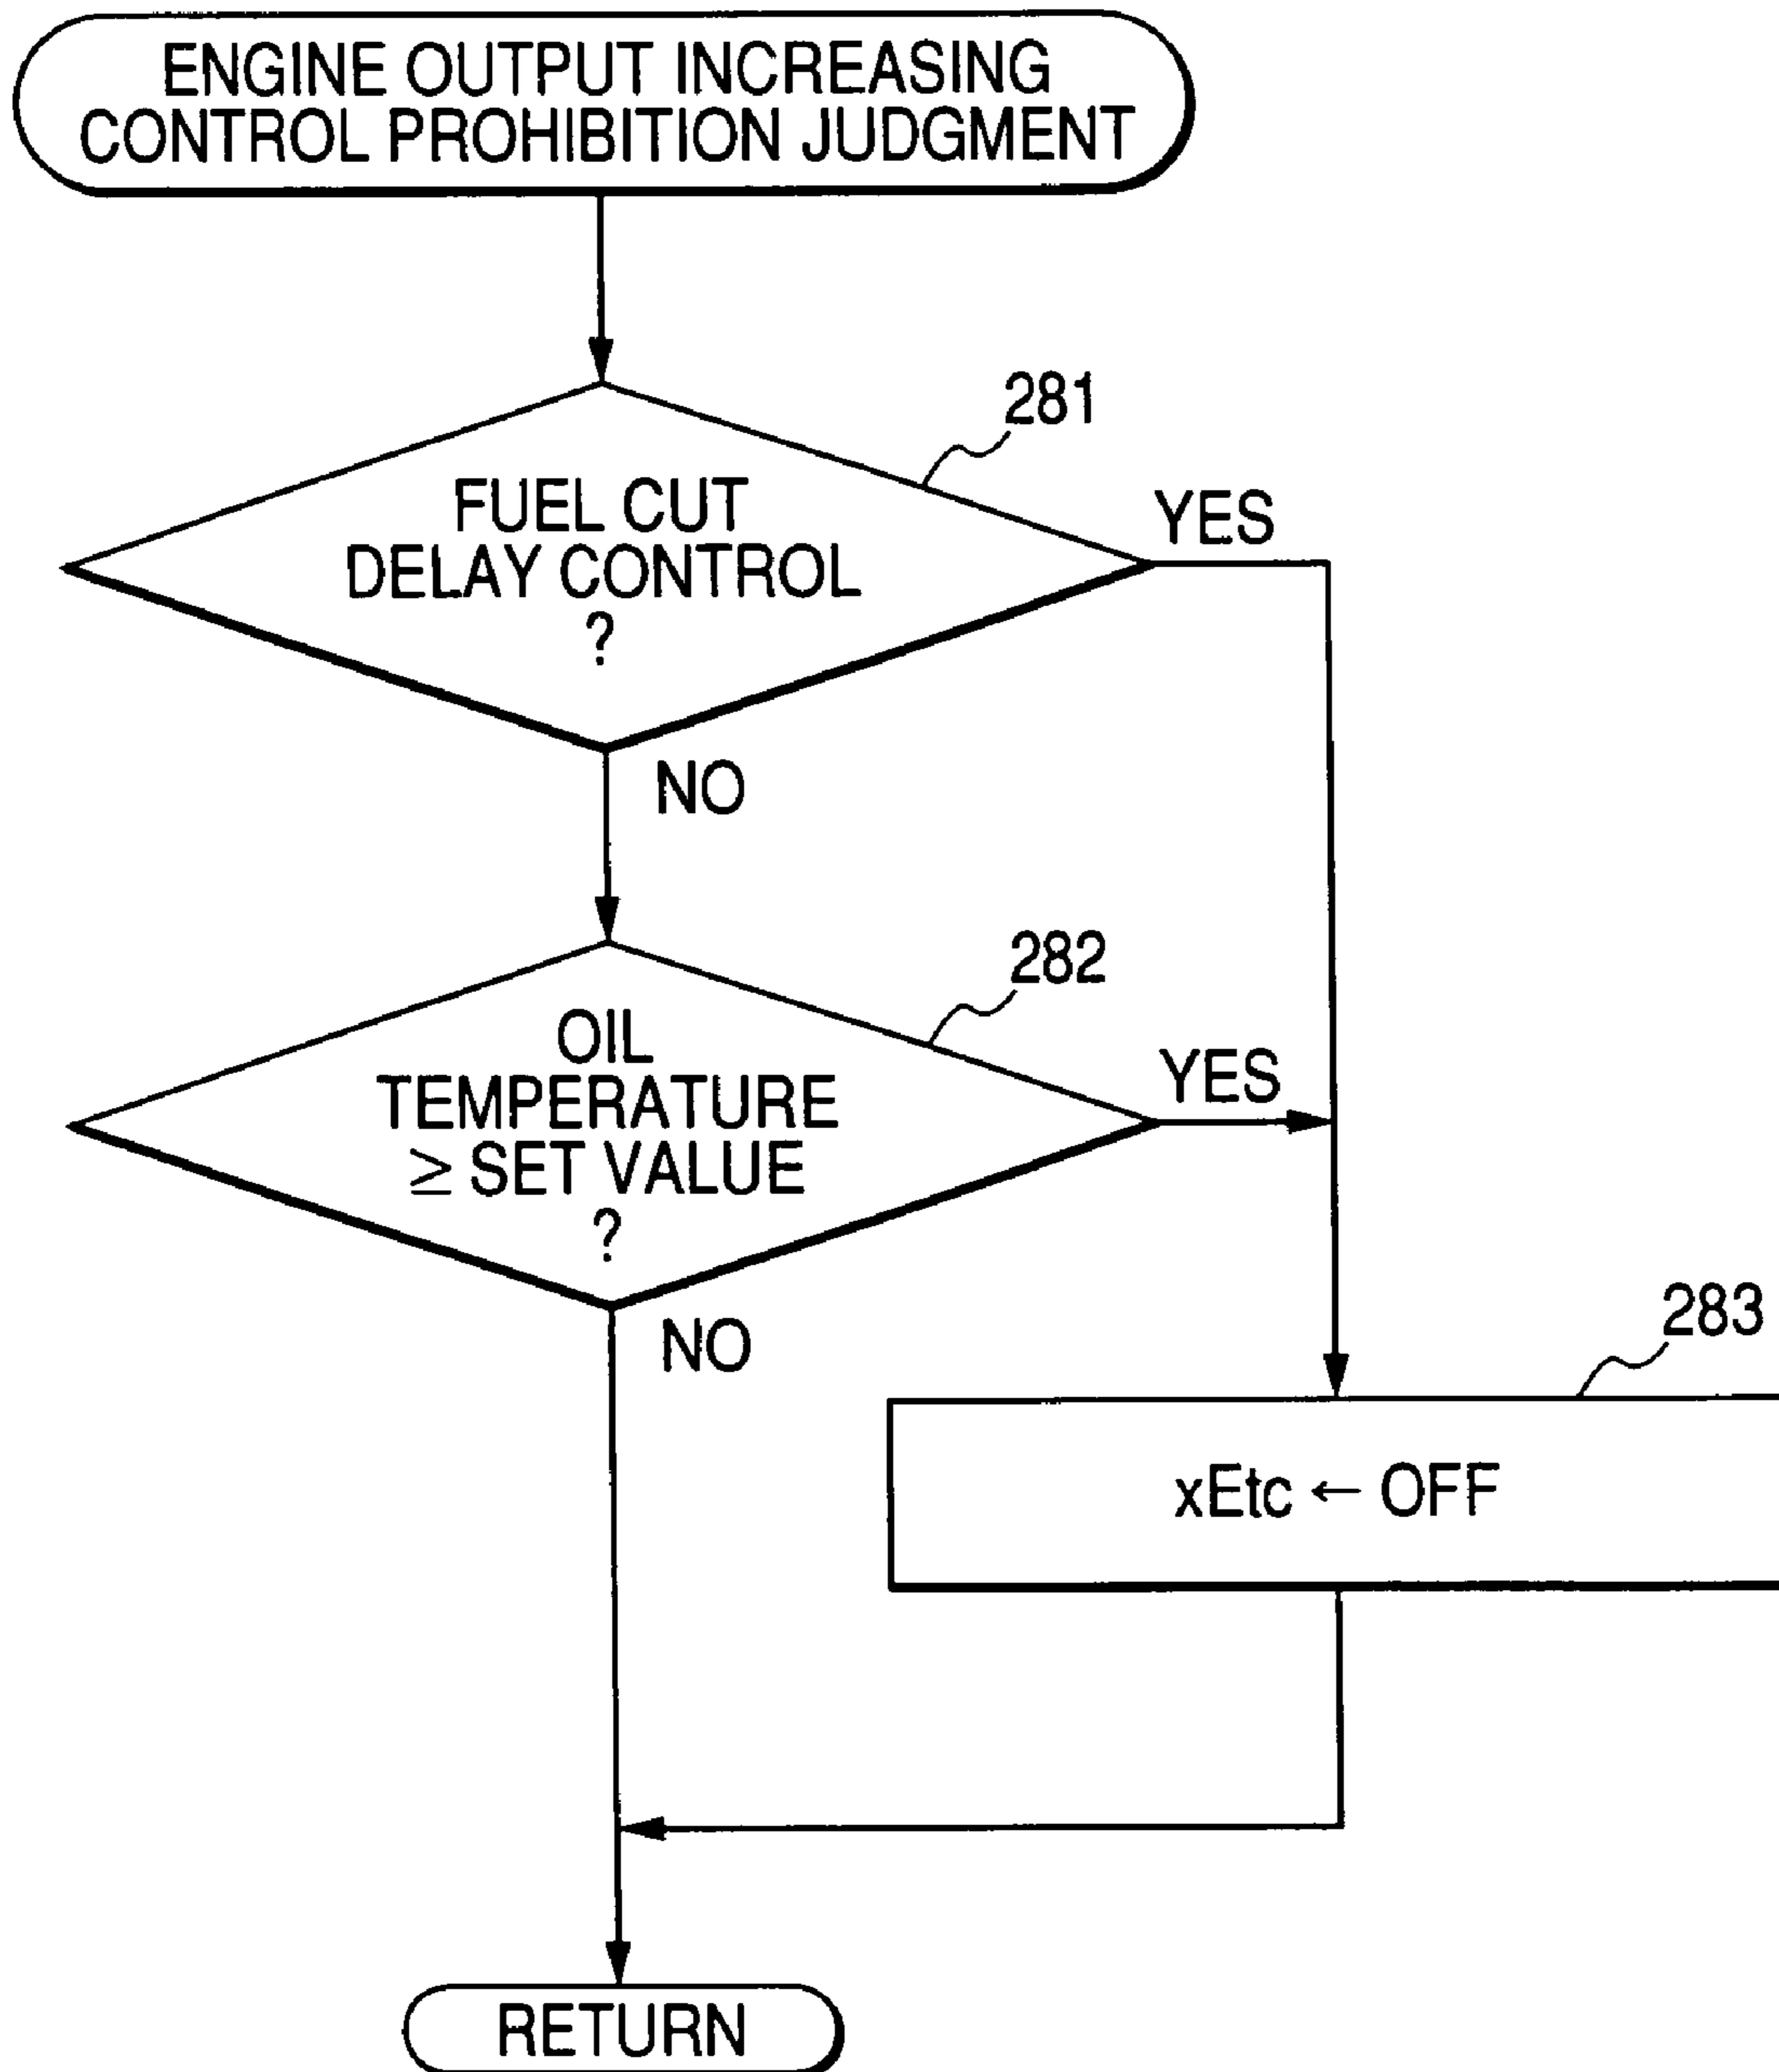 ENGINE OUTPUT INCREASING
CONTROL PROHIBITION JUDGMENT
281
FUEL CUT
DELAY CONTROL
?
YES
NO
282
OIL
TEMPERATURE
≥ SET VALUE
?
YES
NO
283
xEtc ← OFF
RETURN